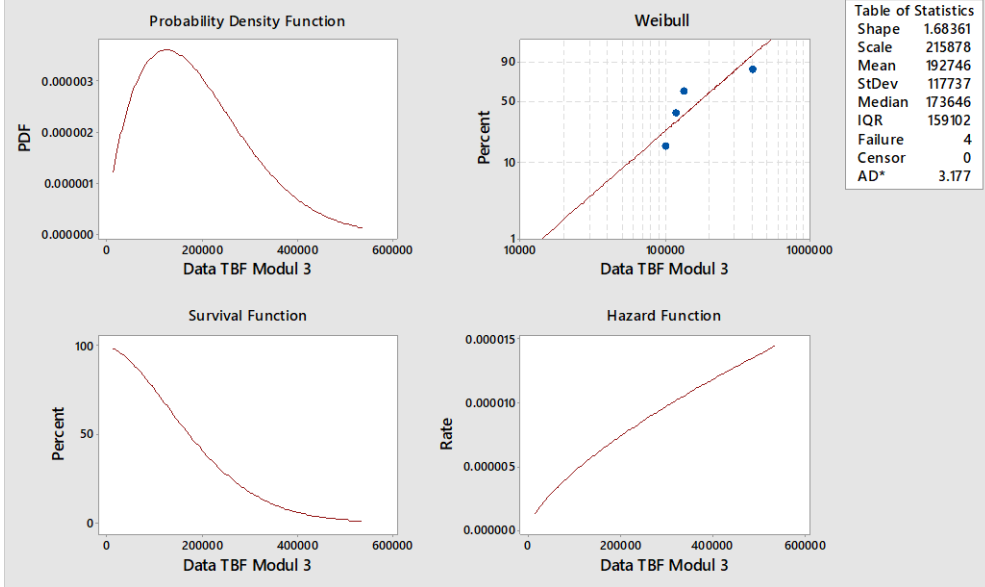 Probability Density Function
PDF
0.000003
0.000002
0.000001
0.000000
0 200000 400000 600000
Data TBF Modul 3
Weibull
Percent
90
50
10
1
10000 100000 1000000
Data TBF Modul 3
Table of Statistics
Shape 1.68361
Scale 215878
Mean 192746
StDev 117737
Median 173646
IQR 159102
Failure 4
Censor 0
AD* 3.177
Survival Function
Percent
100
50
0
0 200000 400000 600000
Data TBF Modul 3
Hazard Function
Rate
0.000015
0.000010
0.000005
0.000000
0 200000 400000 600000
Data TBF Modul 3